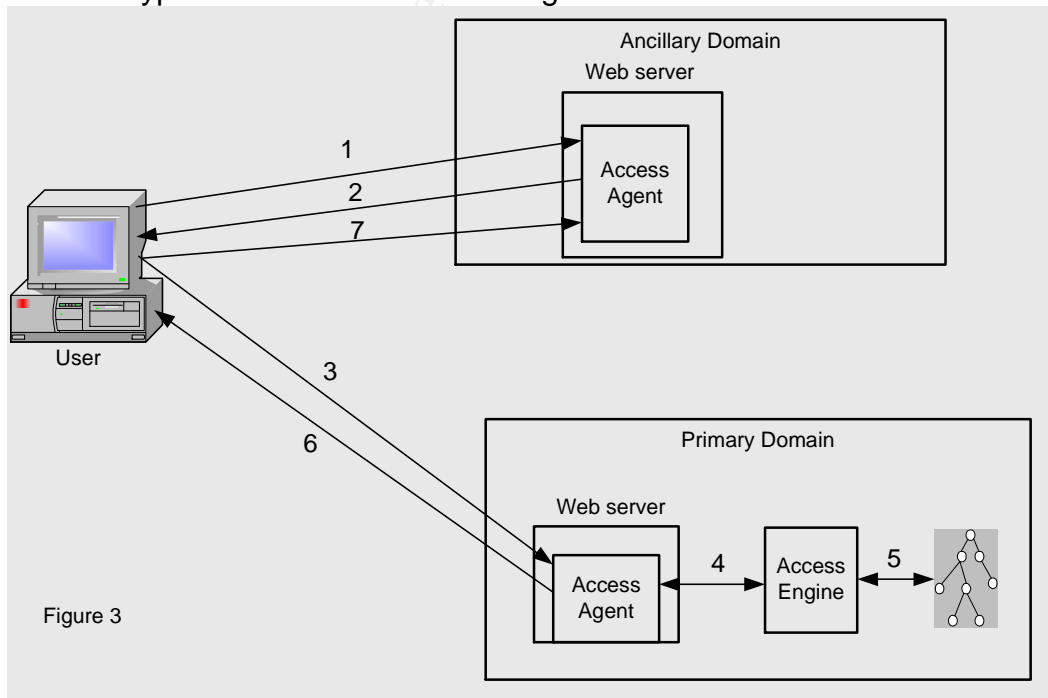 Ancillary Domain
Web server
1
Access
Agent
2
7
User
3
6
Primary Domain
Web server
4
Access
Engine
5
Access
Agent
Figure 3